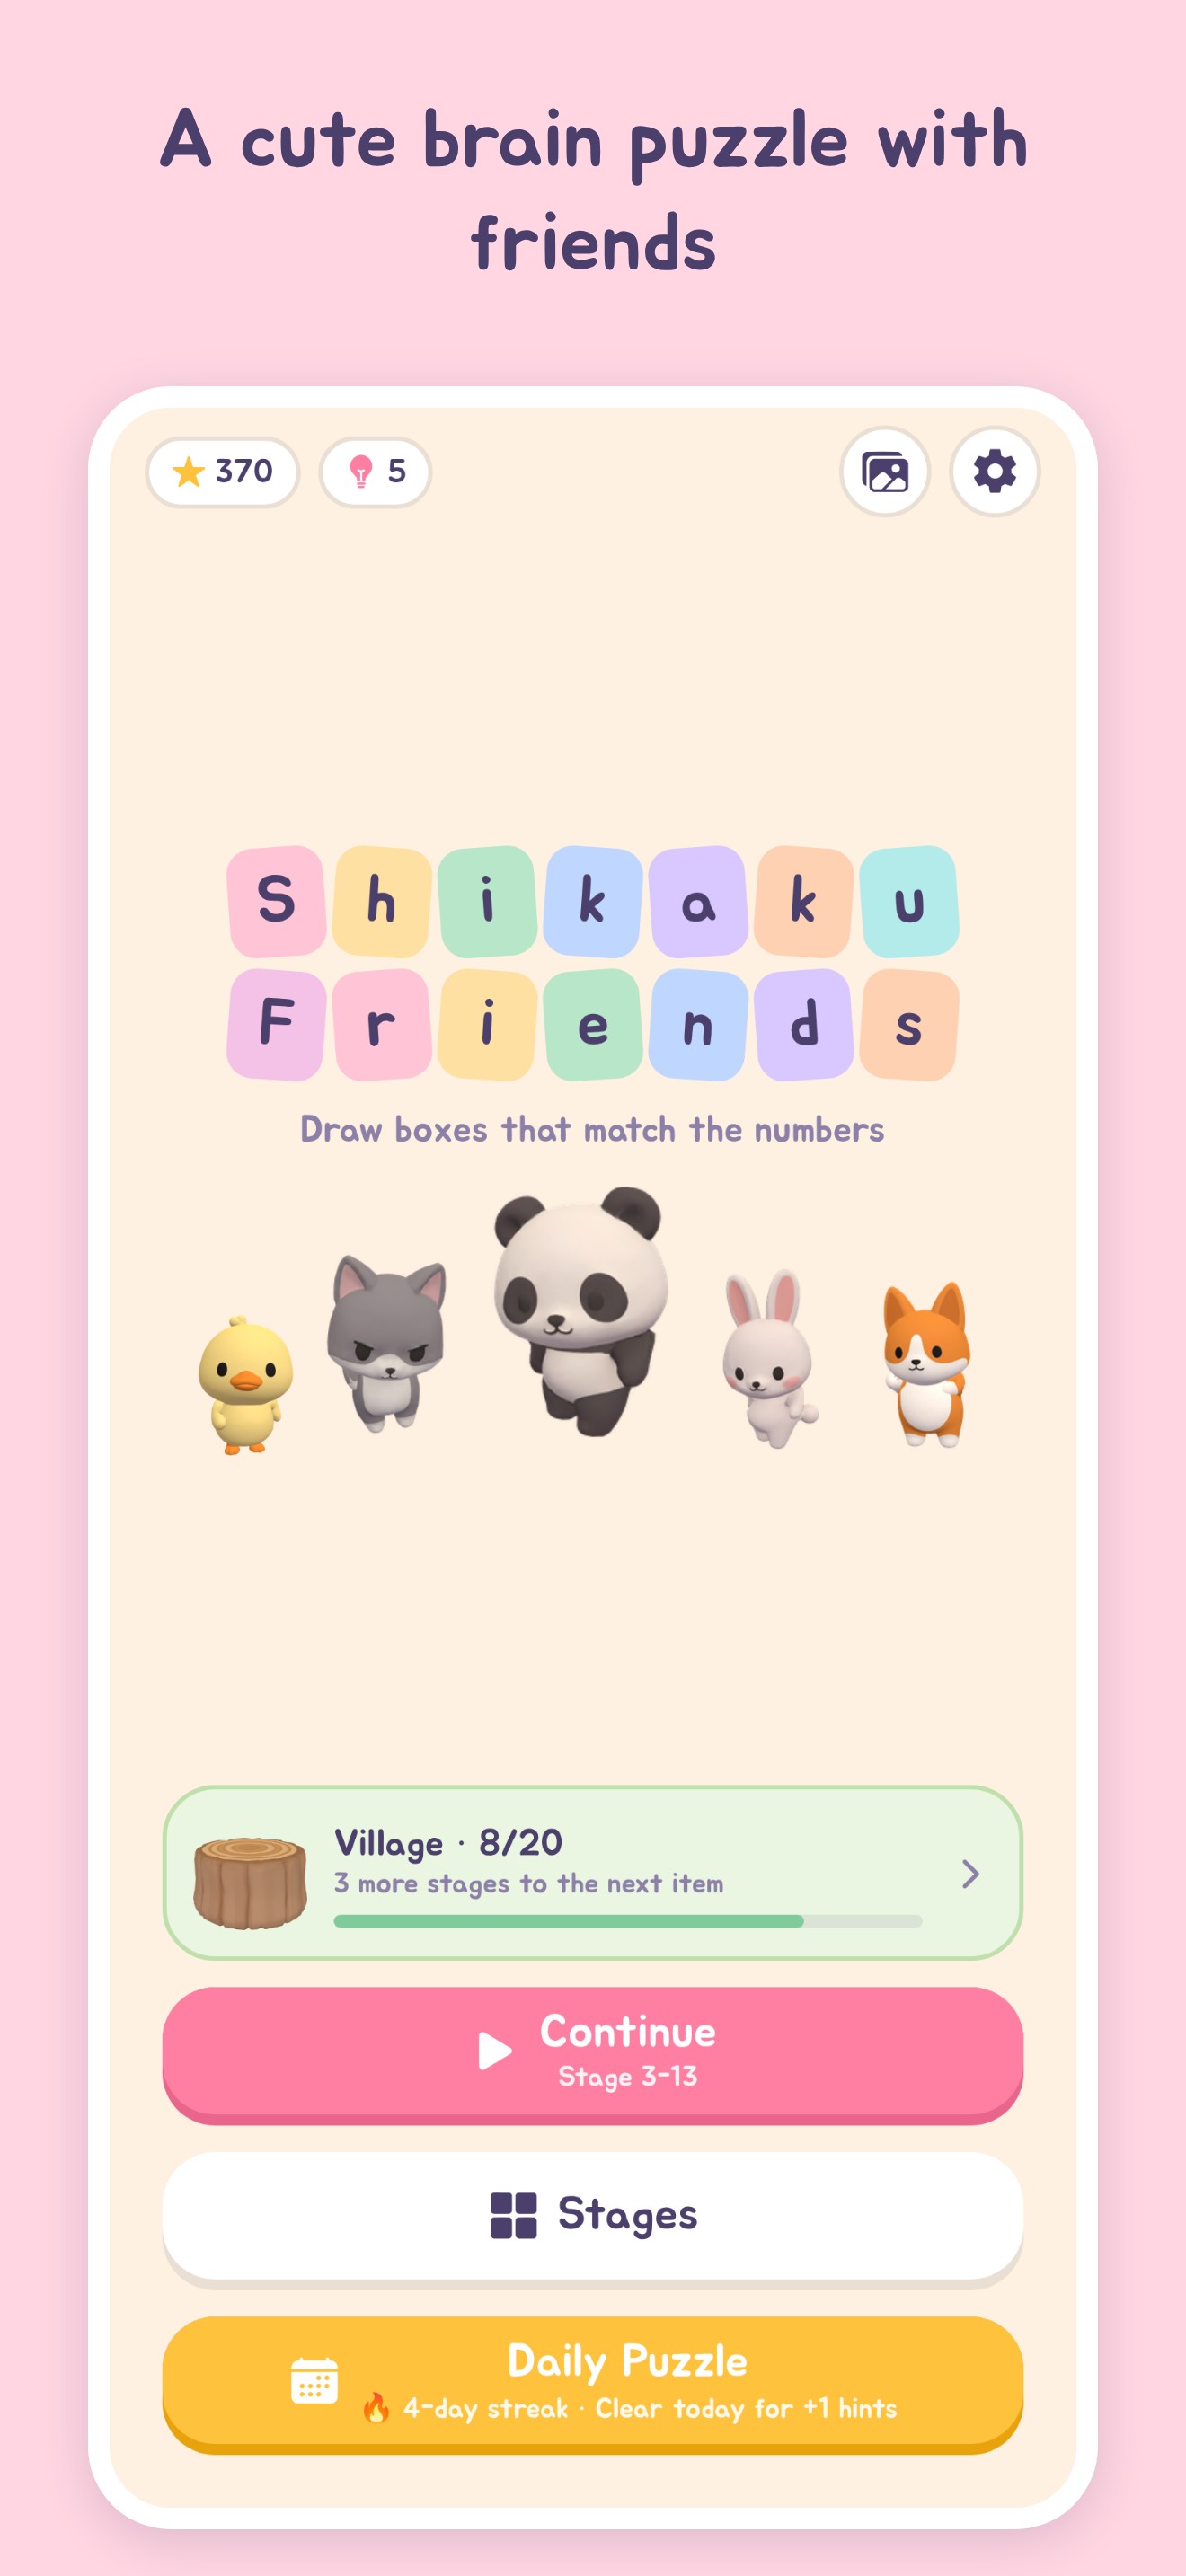 A cute brain puzzle with
friends
370
5
Shikaku
Friends
Draw boxes that match the numbers
Village · 8/20
3 more stages to the next item
Continue
Stage 3-13
Stages
Daily Puzzle
🔥 4-day streak · Clear today for +1 hints